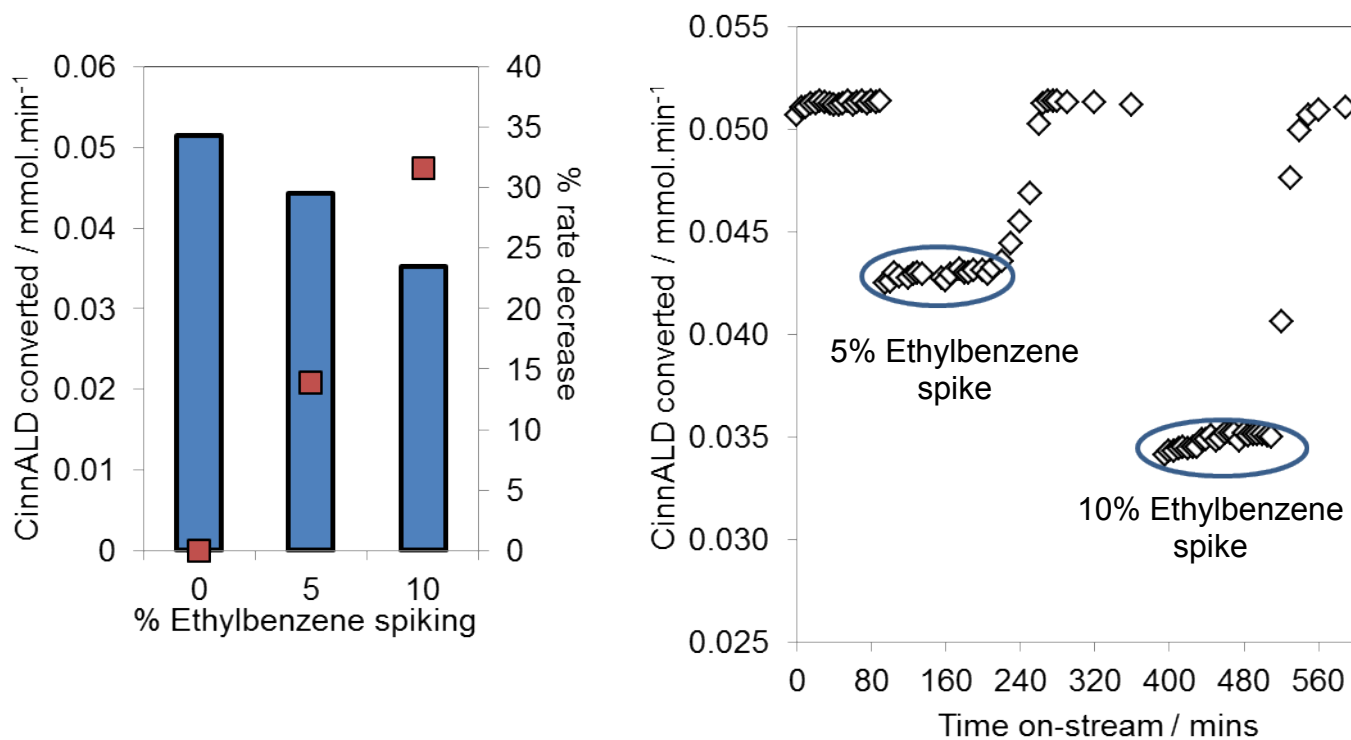 CinnALD converted / mmol.min-1
0.06
0.05
0.04
0.03
0.02
0.01
0
40
35
30
25
20
15
10
5
0
% rate decrease
0 5 10
% Ethylbenzene spiking
CinnALD converted / mmol.min-1
0.055
0.050
0.045
0.040
0.035
0.030
0.025
5% Ethylbenzene
spike
10% Ethylbenzene
spike
0 80 160 240 320 400 480 560
Time on-stream / mins